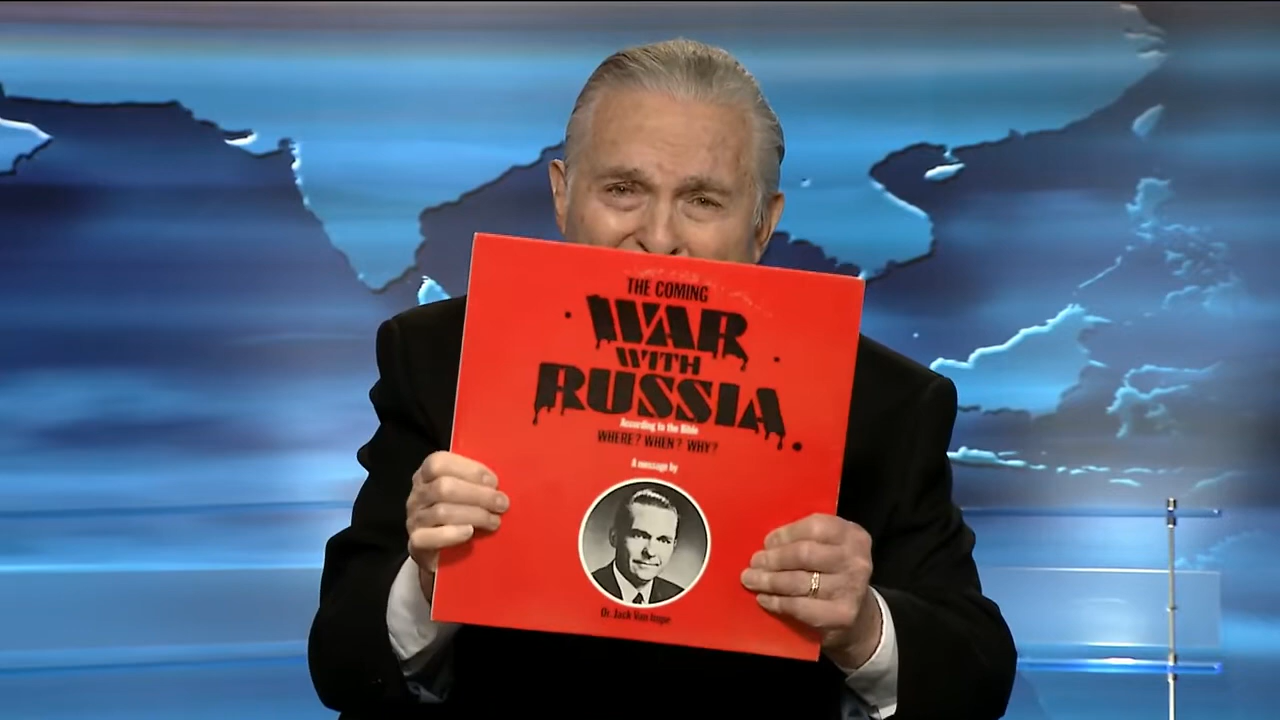 THE COMING
WAR
WITH
RUSSIA
According to the Bible
WHERE? WHEN? WHY?
A message by
Dr. Jack Van Impe